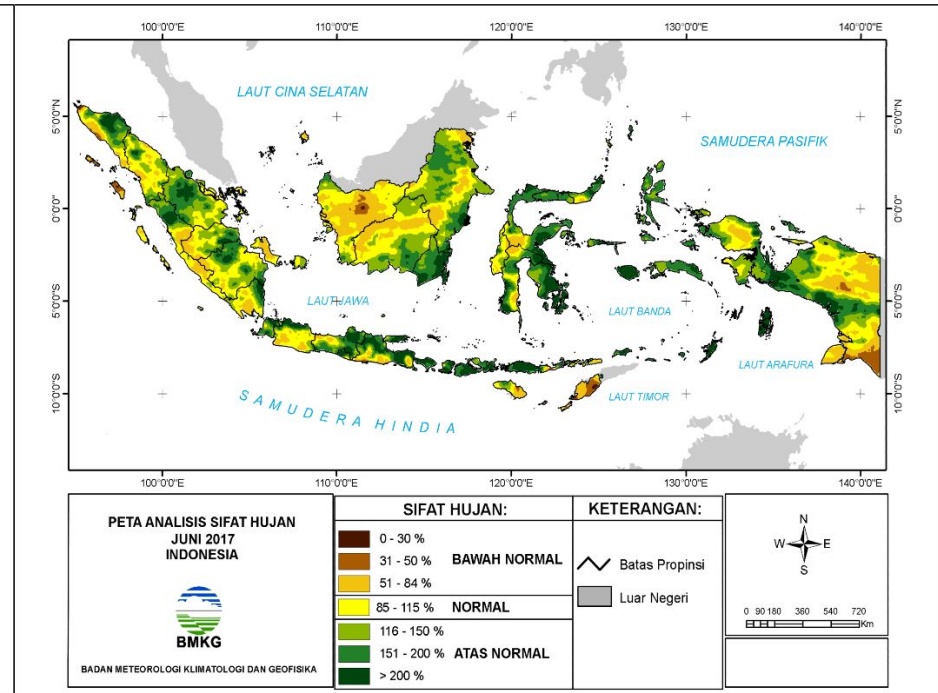 100°0'0"E 110°0'0"E 120°0'0"E 130°0'0"E 140°0'0"E
LAUT CINA SELATAN
5°0'0"N 5°0'0"N
SAMUDERA PASIFIK
0°0'0" 0°0'0"
LAUT JAWA
5°0'0"S 5°0'0"S
LAUT BANDA
LAUT ARAFURA
10°0'0"S 10°0'0"S
LAUT TIMOR
SAMUDERA HINDIA
100°0'0"E 110°0'0"E 120°0'0"E 130°0'0"E 140°0'0"E
PETA ANALISIS SIFAT HUJAN
JUNI 2017
INDONESIA
BMKG
BADAN METEOROLOGI KLIMATOLOGI DAN GEOFISIKA
SIFAT HUJAN:
0 - 30 %
31 - 50 % BAWAH NORMAL
51 - 84 %
85 - 115 % NORMAL
116 - 150 %
151 - 200 % ATAS NORMAL
> 200 %
KETERANGAN:
Batas Propinsi
Luar Negeri
N
W E
S
0 90 180 360 540 720
Km